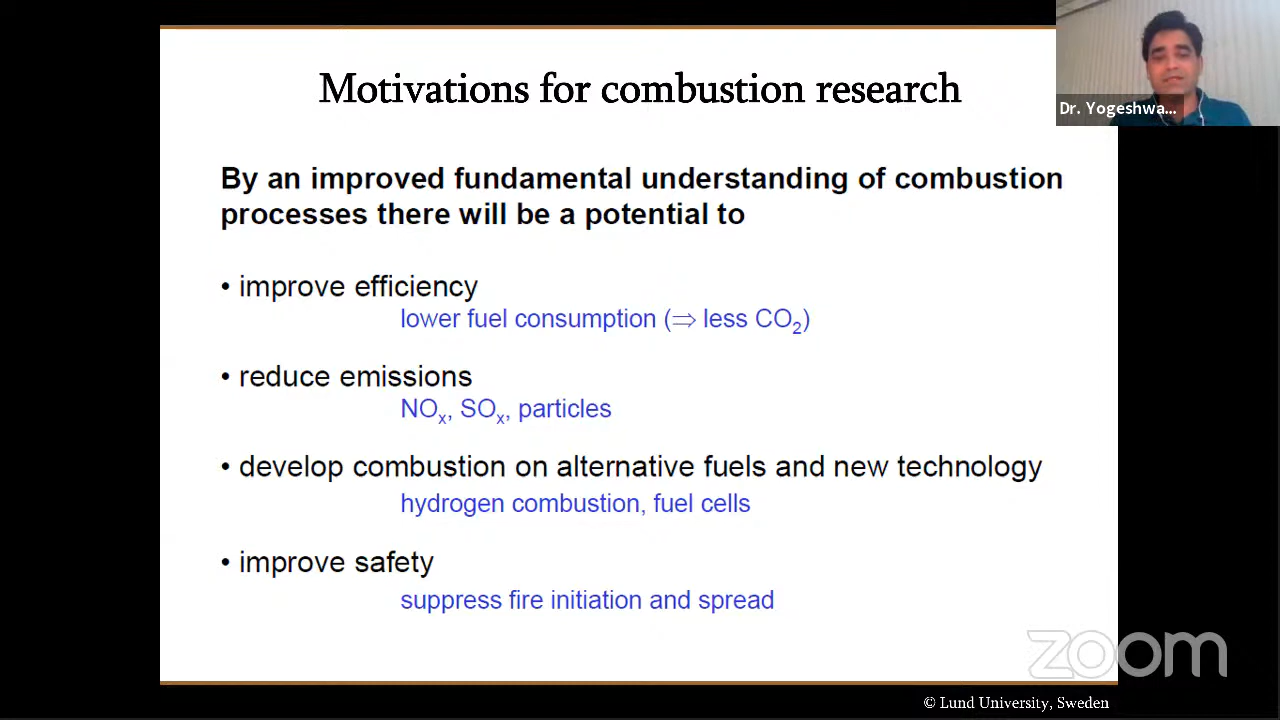 Motivations for combustion research
Dr. Yogeshwa...
By an improved fundamental understanding of combustion
processes there will be a potential to
• improve efficiency
lower fuel consumption (⇒ less CO₂)
• reduce emissions
NOₓ, SOₓ, particles
• develop combustion on alternative fuels and new technology
hydrogen combustion, fuel cells
• improve safety
suppress fire initiation and spread
zoom
© Lund University, Sweden